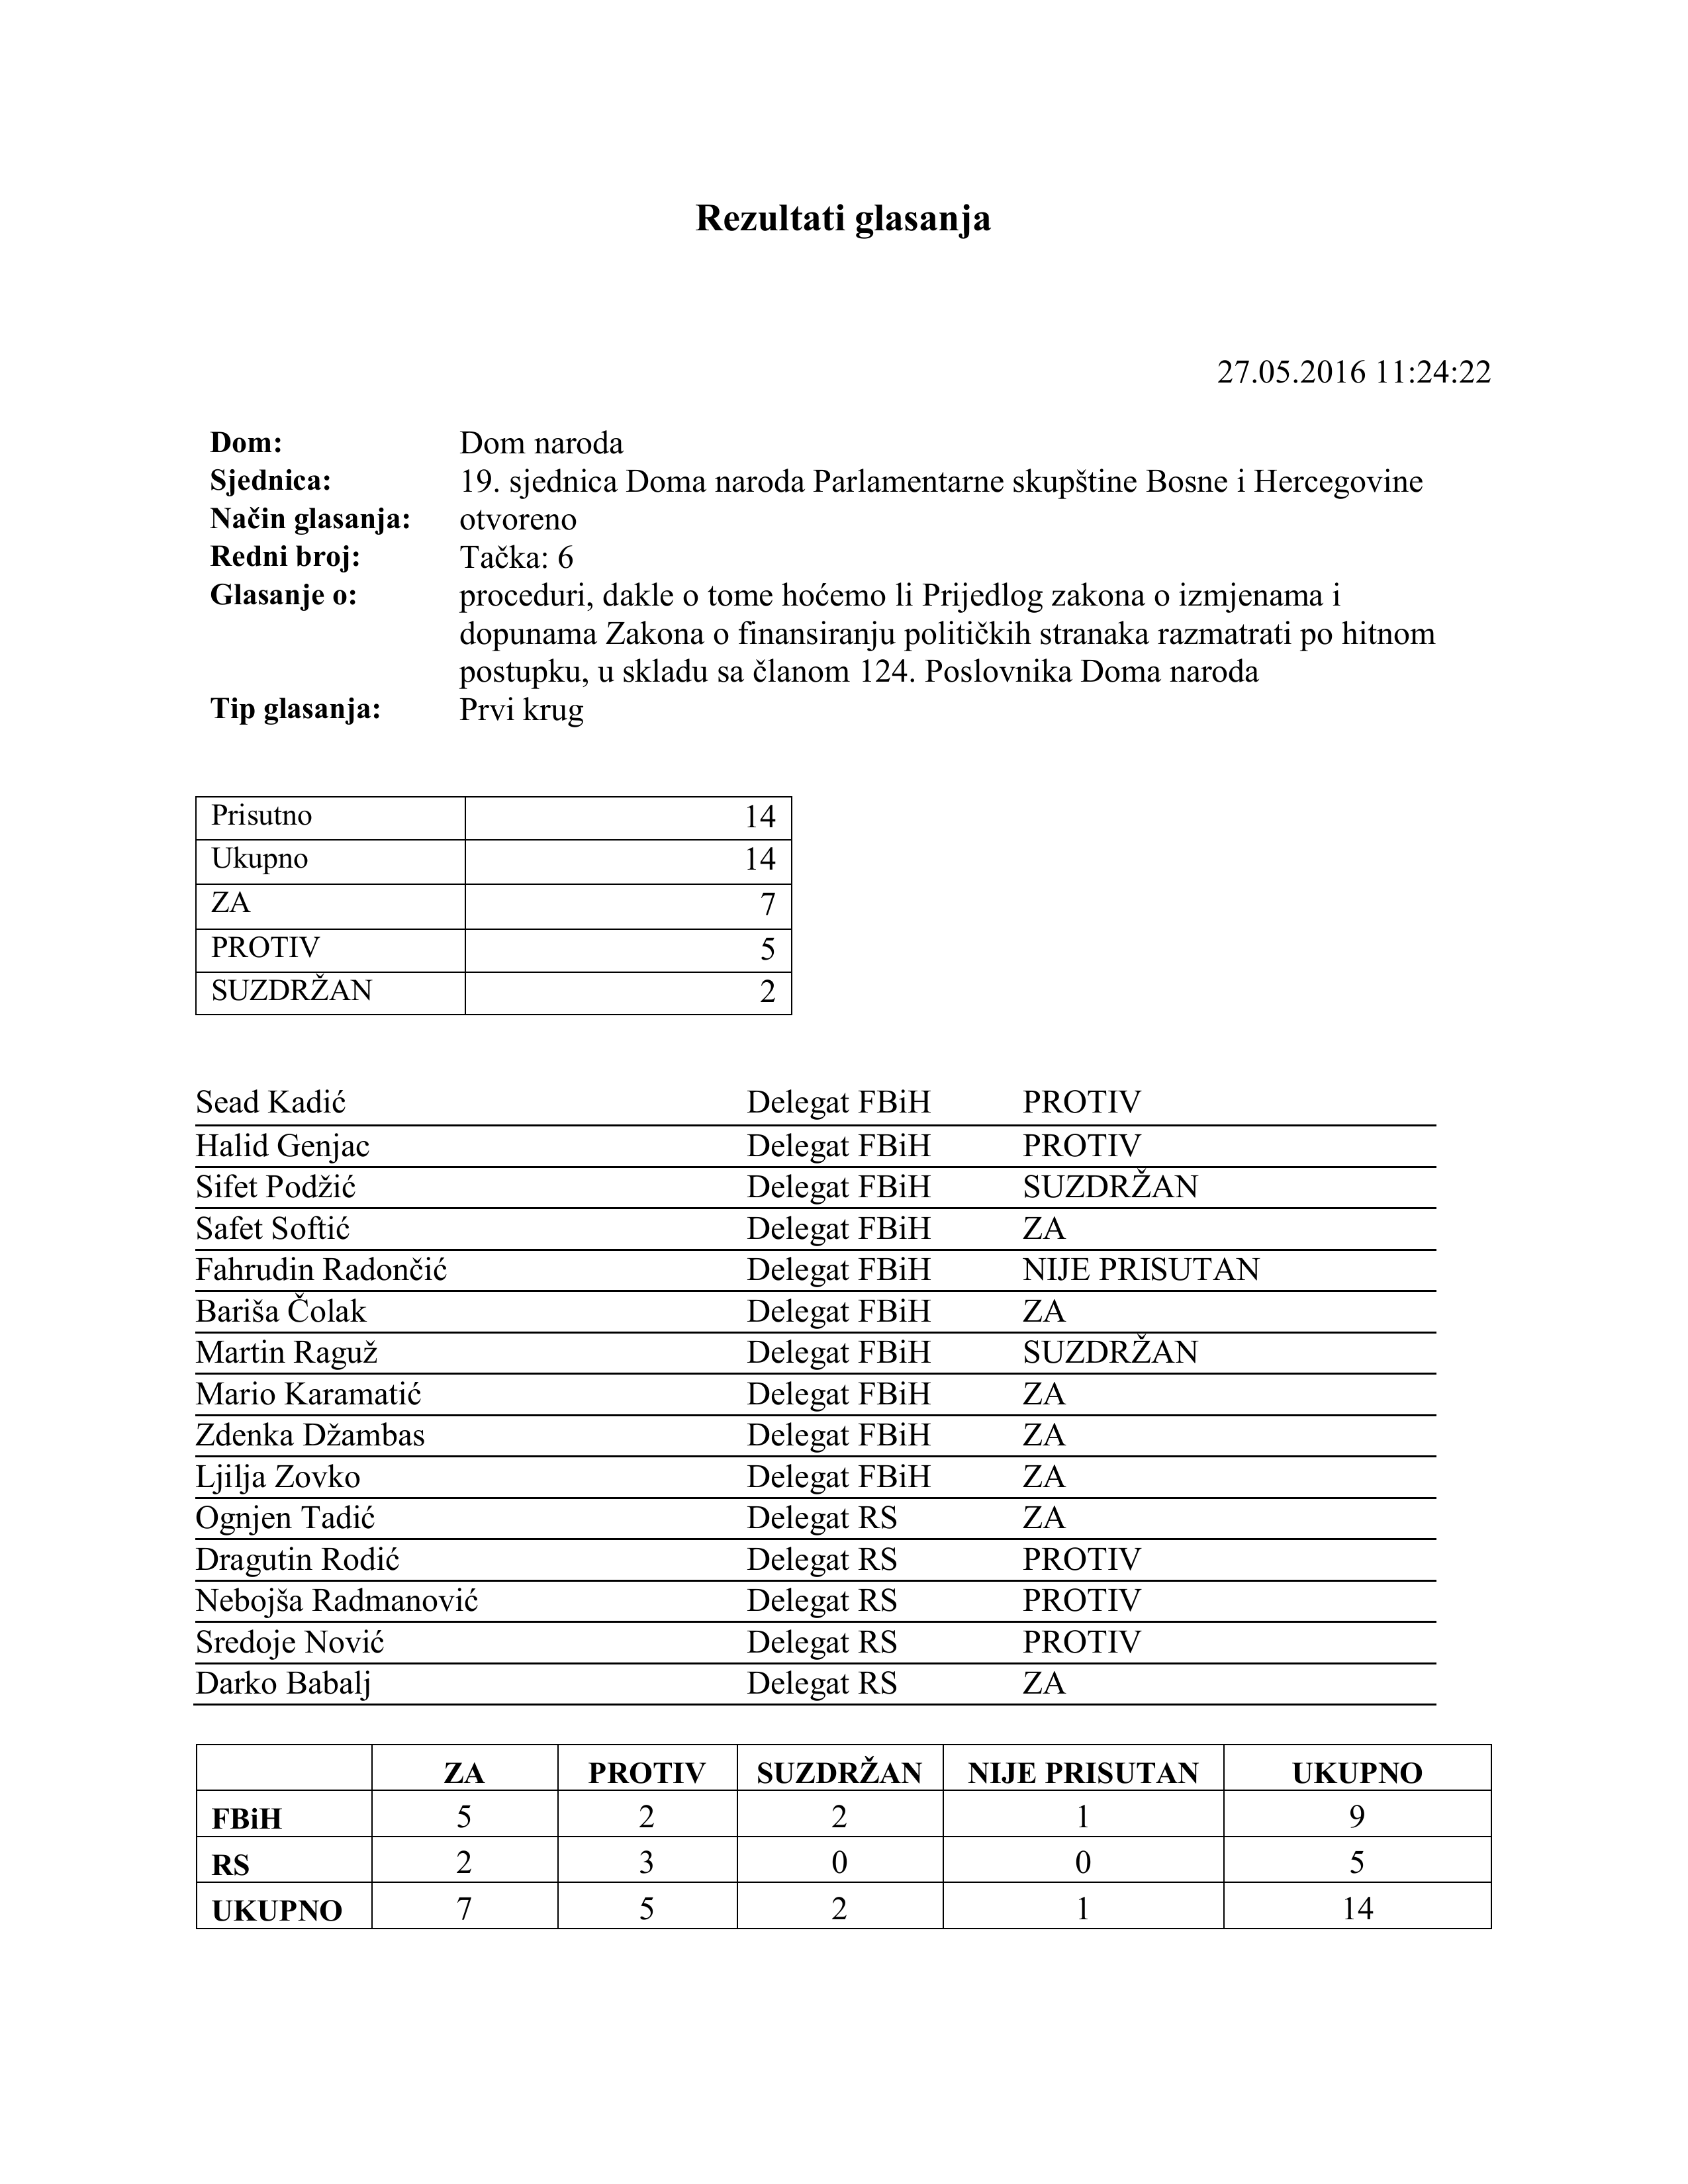 Rezultati glasanja
27.05.2016 11:24:22
Dom: Dom naroda
Sjednica: 19. sjednica Doma naroda Parlamentarne skupštine Bosne i Hercegovine
Način glasanja: otvoreno
Redni broj: Tačka: 6
Glasanje o: proceduri, dakle o tome hoćemo li Prijedlog zakona o izmjenama i
dopunama Zakona o finansiranju političkih stranaka razmatrati po hitnom
postupku, u skladu sa članom 124. Poslovnika Doma naroda
Tip glasanja: Prvi krug
Prisutno 14
Ukupno 14
ZA 7
PROTIV 5
SUZDRŽAN 2
Sead Kadić Delegat FBiH PROTIV
Halid Genjac Delegat FBiH PROTIV
Sifet Podžić Delegat FBiH SUZDRŽAN
Safet Softić Delegat FBiH ZA
Fahrudin Radončić Delegat FBiH NIJE PRISUTAN
Bariša Čolak Delegat FBiH ZA
Martin Raguž Delegat FBiH SUZDRŽAN
Mario Karamatić Delegat FBiH ZA
Zdenka Džambas Delegat FBiH ZA
Ljilja Zovko Delegat FBiH ZA
Ognjen Tadić Delegat RS ZA
Dragutin Rodić Delegat RS PROTIV
Nebojša Radmanović Delegat RS PROTIV
Sredoje Nović Delegat RS PROTIV
Darko Babalj Delegat RS ZA
ZA PROTIV SUZDRŽAN NIJE PRISUTAN UKUPNO
FBiH 5 2 2 1 9
RS 2 3 0 0 5
UKUPNO 7 5 2 1 14